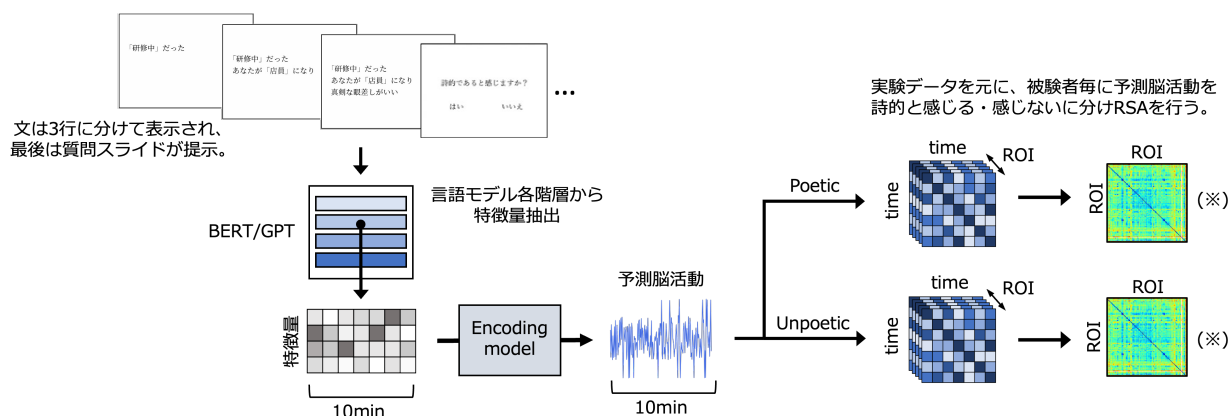 「研修中」だった
「研修中」だった
あなたが「店員」になり
「研修中」だった
あなたが「店員」になり
真剣な眼差しがいい
詩的であると感じますか？
はい
いいえ
...
文は3行に分けて表示され、
最後は質問スライドが提示。
BERT/GPT
言語モデル各階層から
特徴量抽出
特徴量
10min
Encoding
model
予測脳活動
10min
Poetic
Unpoetic
実験データを元に、被験者毎に予測脳活動を
詩的と感じる・感じないに分けRSAを行う。
time
ROI
time
ROI
ROI
(※)
time
ROI
time
ROI
ROI
(※)